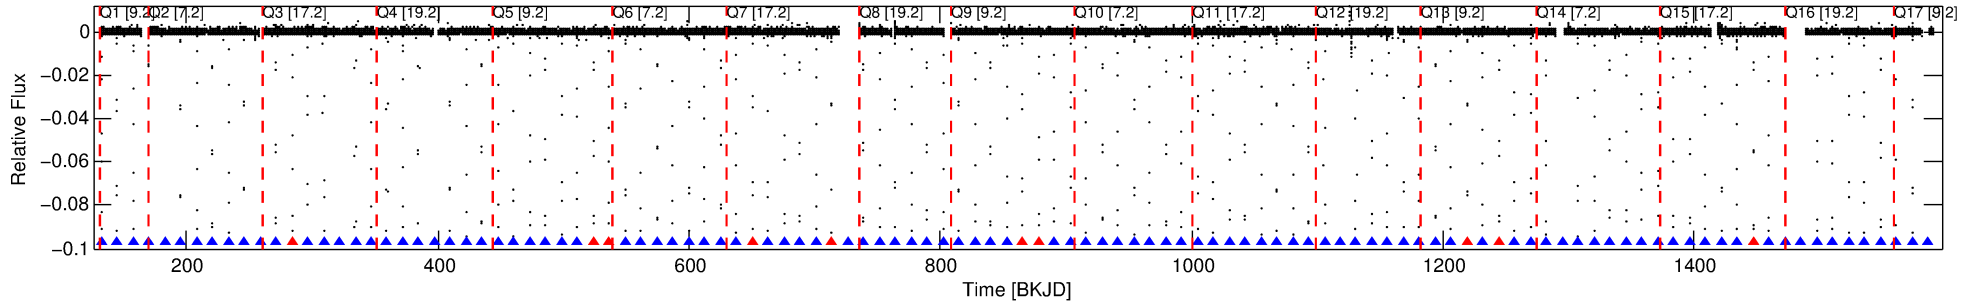 Q1 [9.2] Q2 [7.2] Q3 [17.2] Q4 [19.2] Q5 [9.2] Q6 [7.2] Q7 [17.2] Q8 [19.2] Q9 [9.2] Q10 [7.2] Q11 [17.2] Q12 [19.2] Q13 [9.2] Q14 [7.2] Q15 [17.2] Q16 [19.2] Q17 [9.2]
0
−0.02
−0.04
−0.06
−0.08
−0.1
Relative Flux
200 400 600 800 1000 1200 1400
Time [BKJD]